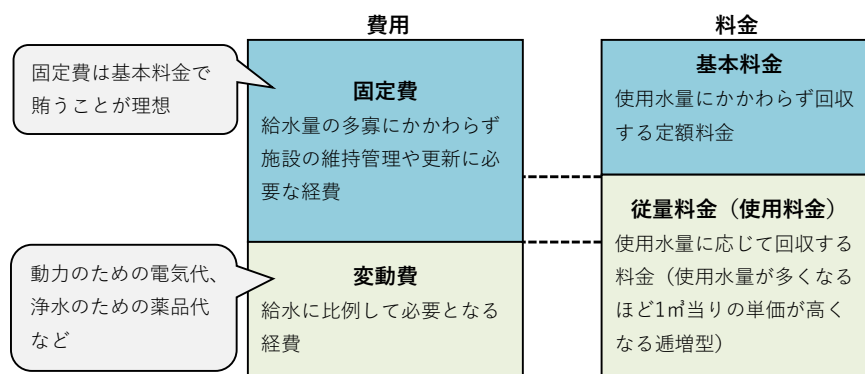 費用
料金
固定費は基本料金で
賄うことが理想
固定費
給水量の多寡にかかわらず
施設の維持管理や更新に必
要な経費
基本料金
使用水量にかかわらず回収
する定額料金
動力のための電気代、
浄水のための薬品代
など
変動費
給水に比例して必要となる
経費
従量料金（使用料金）
使用水量に応じて回収する
料金（使用水量が多くなる
ほど1㎥当りの単価が高く
なる逓増型）